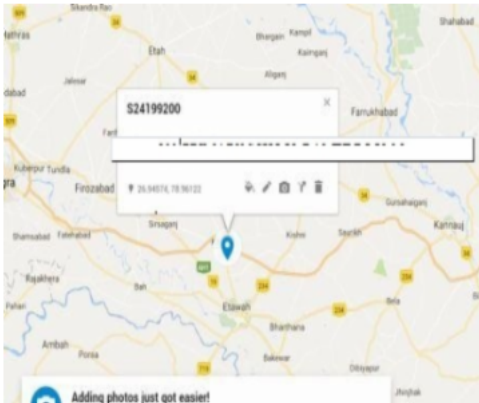 Sikandra Rao
Shahabad
Hathras
Bhargain
Kampil
Etah
Kaimganj
Aliganj
Jalesar
S24199200
Farrukhabad
Kuberpur Tundla
Firozabad
26.94574, 78.96122
Gursahaiganj
Sirsaganj
Kannauj
Shamsabad
Fatehabad
Kishni
Saurikh
Bah
Etawah
Bela
Bharthana
Ambah
Porsa
Bakewar
Dibiyapur
Jhinjhak
Adding photos just got easier!